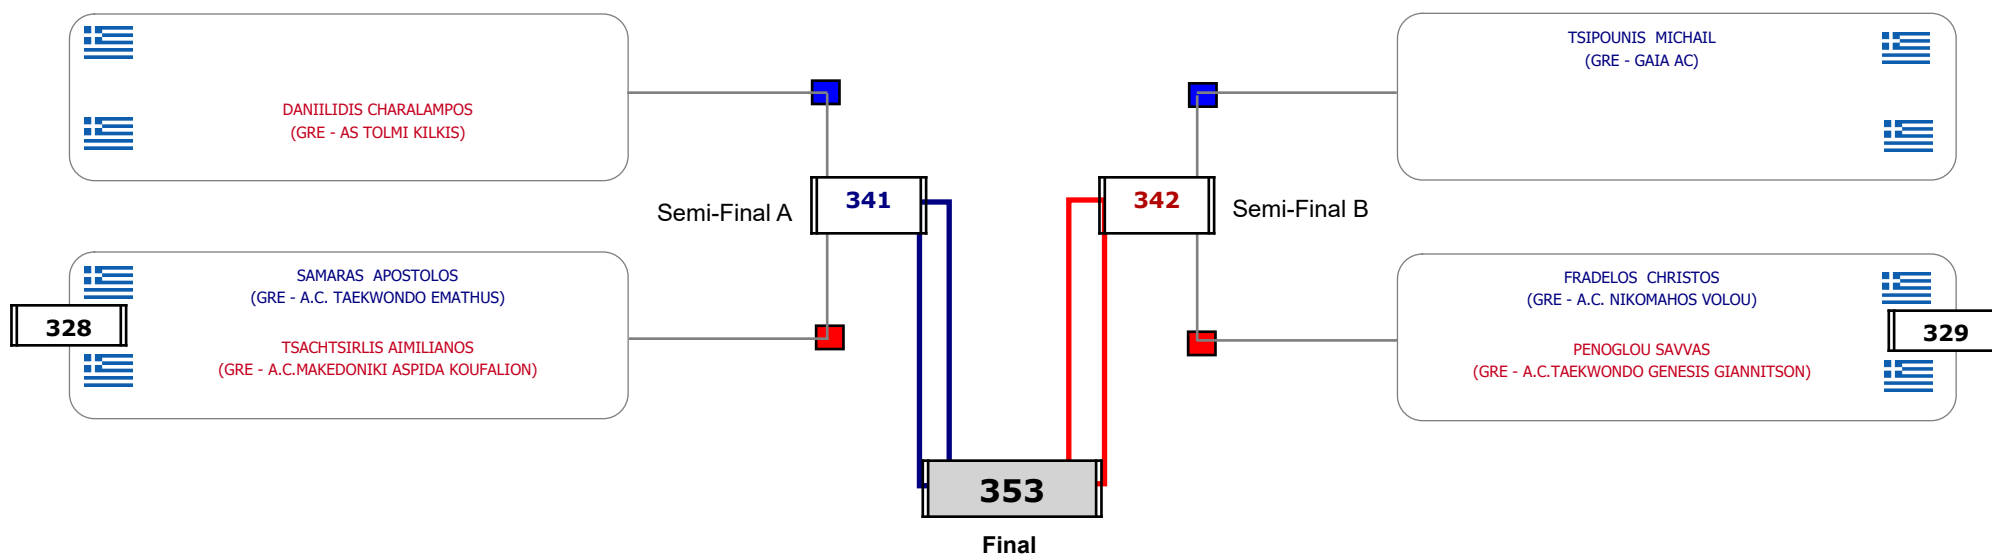 DANIILIDIS CHARALAMPOS
(GRE - AS TOLMI KILKIS)
TSIPOUNIS  MICHAIL
(GRE - GAIA AC)
Semi-Final A
341
342
Semi-Final B
328
SAMARAS  APOSTOLOS
(GRE - A.C. TAEKWONDO EMATHUS)
TSACHTSIRLIS AIMILIANOS
(GRE - A.C.MAKEDONIKI ASPIDA KOUFALION)
FRADELOS  CHRISTOS
(GRE - A.C. NIKOMAHOS VOLOU)
PENOGLOU SAVVAS
(GRE - A.C.TAEKWONDO GENESIS GIANNITSON)
329
353
Final